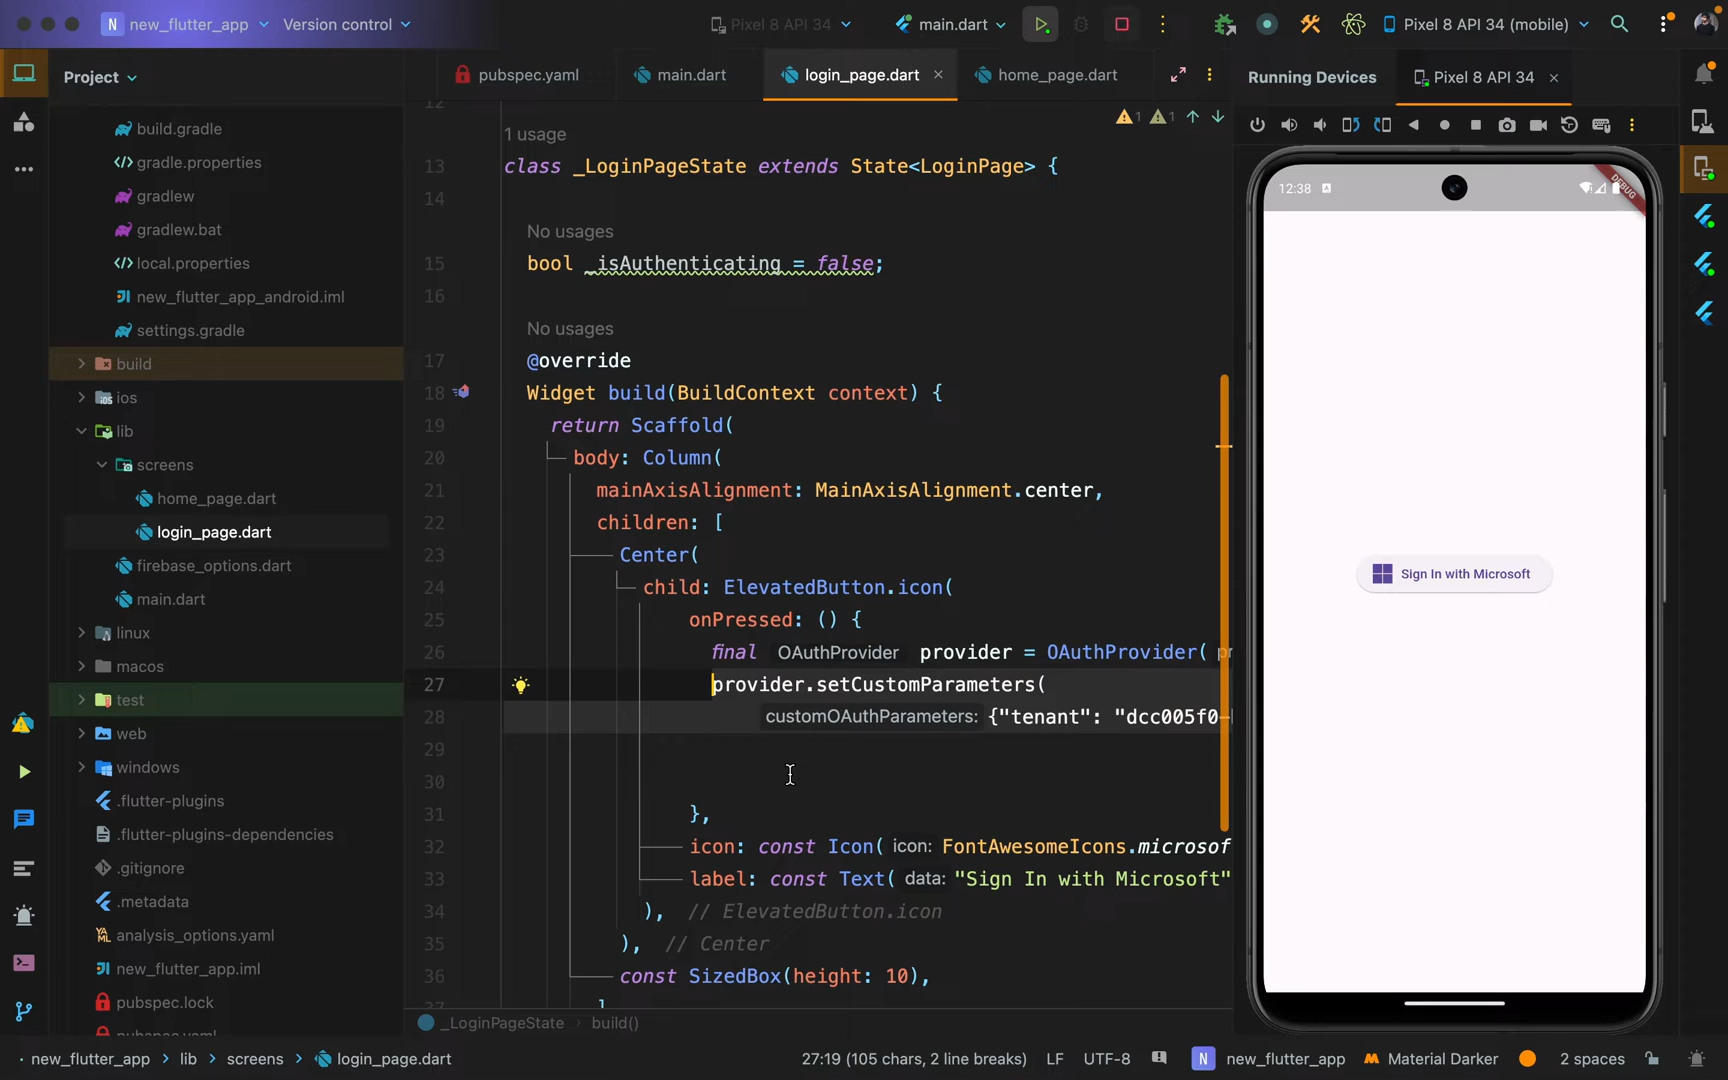 N new_flutter_app
Version control
Pixel 8 API 34
main.dart
Pixel 8 API 34 (mobile)
Project
pubspec.yaml
main.dart
login_page.dart
home_page.dart
Running Devices
Pixel 8 API 34
build.gradle
gradle.properties
gradlew
gradlew.bat
local.properties
new_flutter_app_android.iml
settings.gradle
build
ios
lib
screens
home_page.dart
login_page.dart
firebase_options.dart
main.dart
linux
macos
test
web
windows
.flutter-plugins
.flutter-plugins-dependencies
.gitignore
.metadata
analysis_options.yaml
new_flutter_app.iml
pubspec.lock
pubspec.yaml
12
1 usage
1 1
13 class _LoginPageState extends State<LoginPage> {
14
No usages
15 bool _isAuthenticating = false;
16
No usages
17 @override
18 Widget build(BuildContext context) {
19 return Scaffold(
20 body: Column(
21 mainAxisAlignment: MainAxisAlignment.center,
22 children: [
23 Center(
24 child: ElevatedButton.icon(
25 onPressed: () {
26 final OAuthProvider provider = OAuthProvider(
27 provider.setCustomParameters(
28 customOAuthParameters: {"tenant": "dcc005f0-
29
30
31 },
32 icon: const Icon( icon: FontAwesomeIcons.microsof
33 label: const Text( data: "Sign In with Microsoft"
34 ), // ElevatedButton.icon
35 ), // Center
36 const SizedBox(height: 10),
37 ]
_LoginPageState
build()
12:38
DEBUG
Sign In with Microsoft
new_flutter_app
lib
screens
login_page.dart
27:19 (105 chars, 2 line breaks)
LF
UTF-8
N new_flutter_app
Material Darker
2 spaces